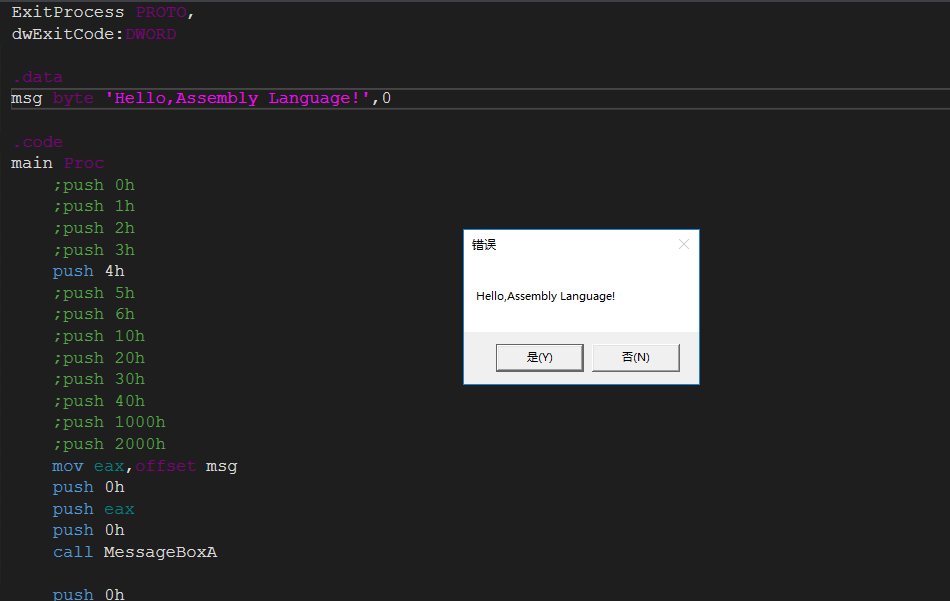 ExitProcess PROTO,
dwExitCode:DWORD
.data
msg byte 'Hello,Assembly Language!',0
.code
main Proc
;push 0h
;push 1h
;push 2h
;push 3h
push 4h
;push 5h
;push 6h
;push 10h
;push 20h
;push 30h
;push 40h
;push 1000h
;push 2000h
mov eax,offset msg
push 0h
push eax
push 0h
call MessageBoxA
push 0h
错误
Hello,Assembly Language!
是(Y)
否(N)